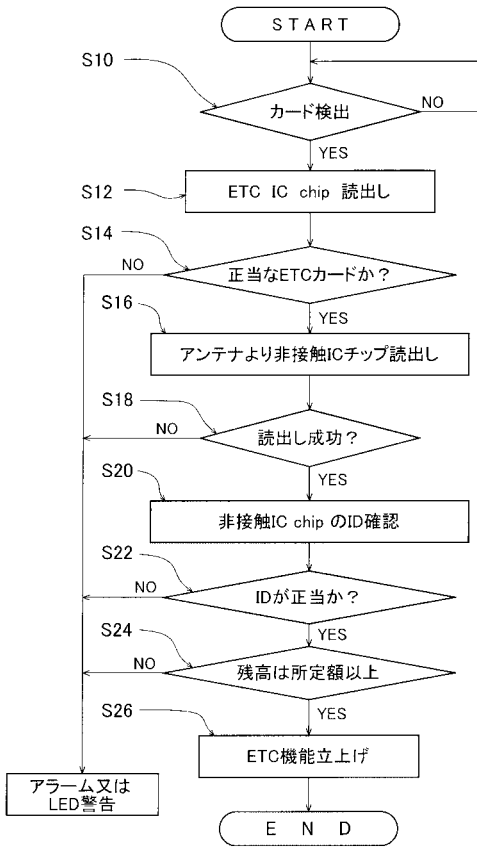 START
S10
カード検出
NO
YES
S12
ETC IC chip 読出し
S14
NO
正当なETCカードか？
S16
YES
アンテナより非接触ICチップ読出し
S18
NO
読出し成功？
S20
YES
非接触IC chip のID確認
S22
NO
IDが正当か？
S24
YES
NO
残高は所定額以上
S26
YES
ETC機能立上げ
アラーム又は
LED警告
END